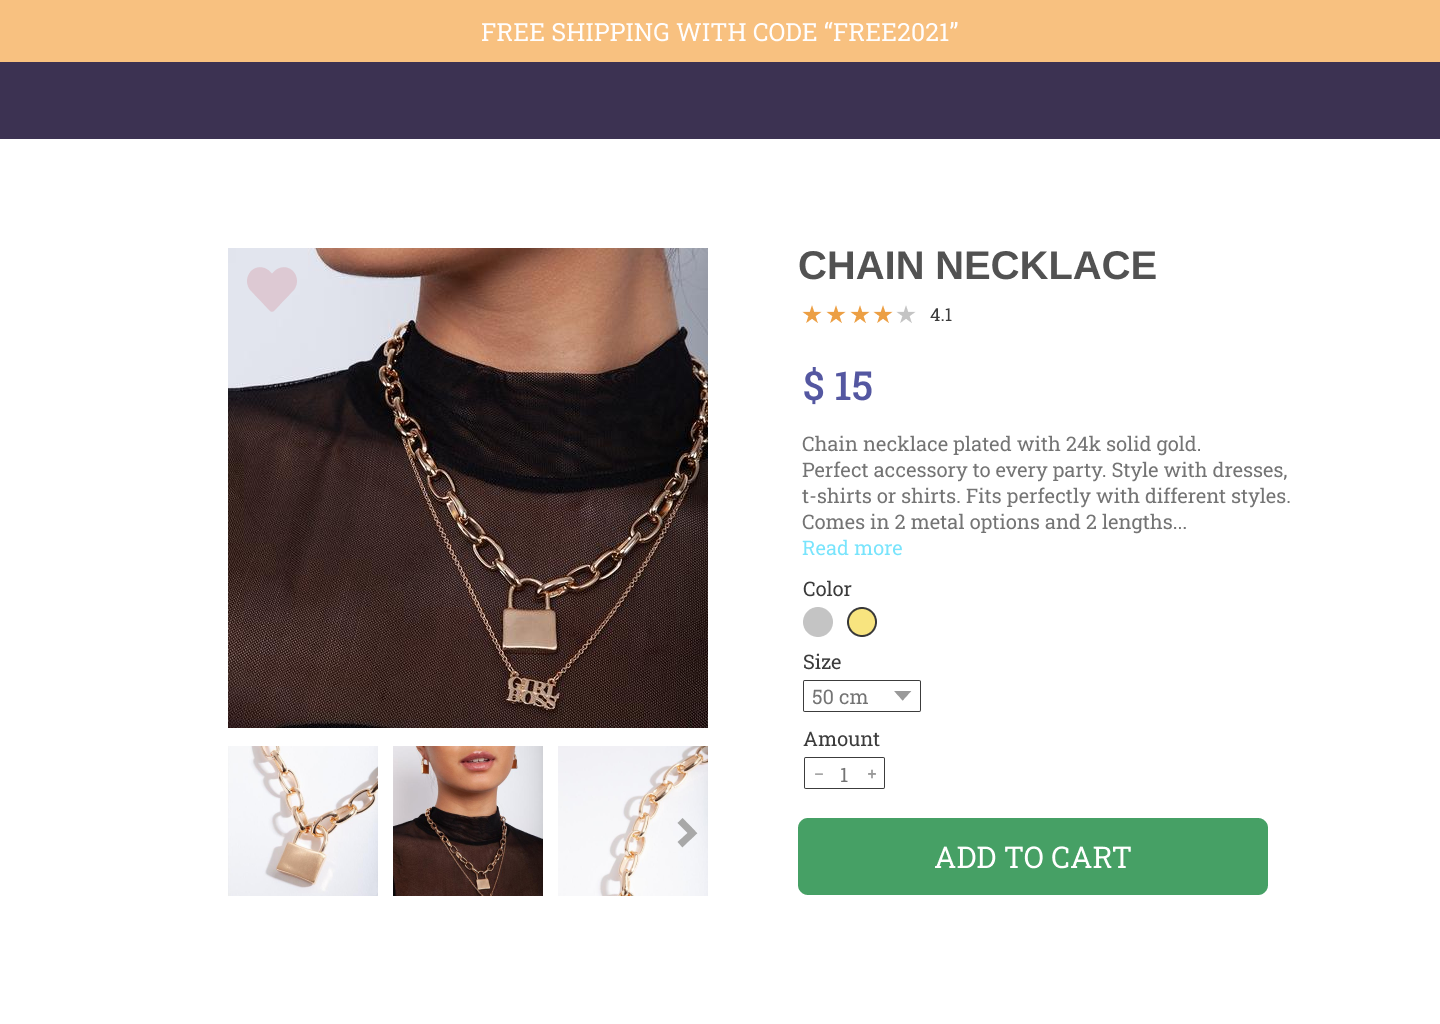 FREE SHIPPING WITH CODE “FREE2021”
CHAIN NECKLACE
4.1
$ 15
Chain necklace plated with 24k solid gold.
Perfect accessory to every party. Style with dresses,
t-shirts or shirts. Fits perfectly with different styles.
Comes in 2 metal options and 2 lengths...
Read more
Color
Size
50 cm
Amount
− 1 +
ADD TO CART
GIRL
BOSS